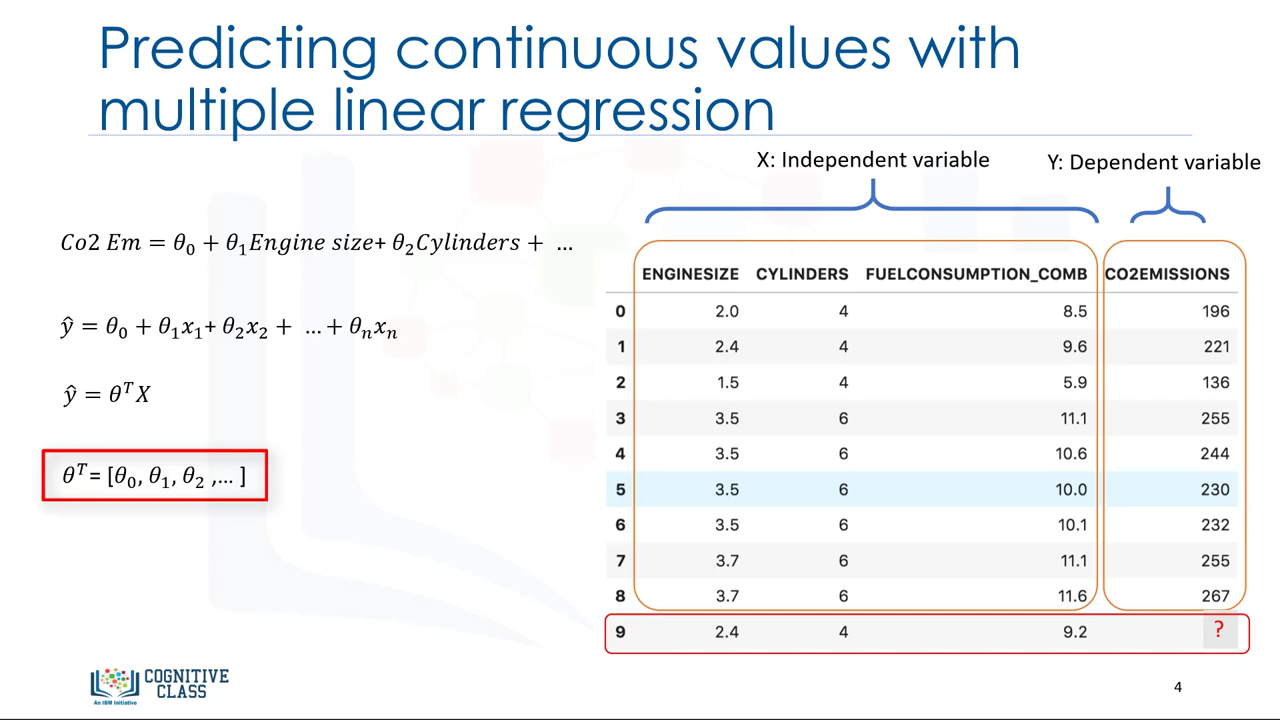 Predicting continuous values with
multiple linear regression
X: Independent variable
Y: Dependent variable
Co2 Em = θ0 + θ1Engine size+ θ2Cylinders + ...
ŷ = θ0 + θ1x1+ θ2x2 + ...+ θnxn
ŷ = θ^T X
θ^T= [θ0, θ1, θ2 ,... ]
ENGINESIZE CYLINDERS FUELCONSUMPTION_COMB CO2EMISSIONS
0 2.0 4 8.5 196
1 2.4 4 9.6 221
2 1.5 4 5.9 136
3 3.5 6 11.1 255
4 3.5 6 10.6 244
5 3.5 6 10.0 230
6 3.5 6 10.1 232
7 3.7 6 11.1 255
8 3.7 6 11.6 267
9 2.4 4 9.2 ?
COGNITIVE
CLASS
An IBM Initiative
4